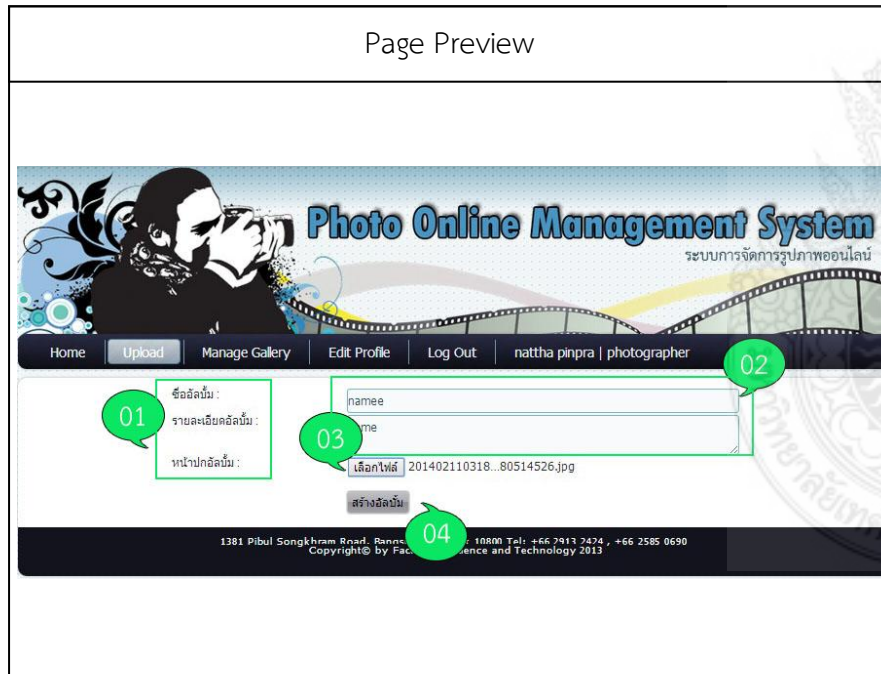 Page Preview
Photo Online Management System
ระบบการจัดการรูปภาพออนไลน์
Home Upload Manage Gallery Edit Profile Log Out nattha pinpra | photographer
02
01
ชื่ออัลบั้ม :
namee
รายละเอียดอัลบั้ม :
03
หน้าปกอัลบั้ม :
เลือกไฟล์ 201402110318...80514526.jpg
สร้างอัลบั้ม
04
1381 Pibul Songkhram Road, 10800 Tel: +66 2913 2424 , +66 2585 0690
Copyright© by and Technology 2013